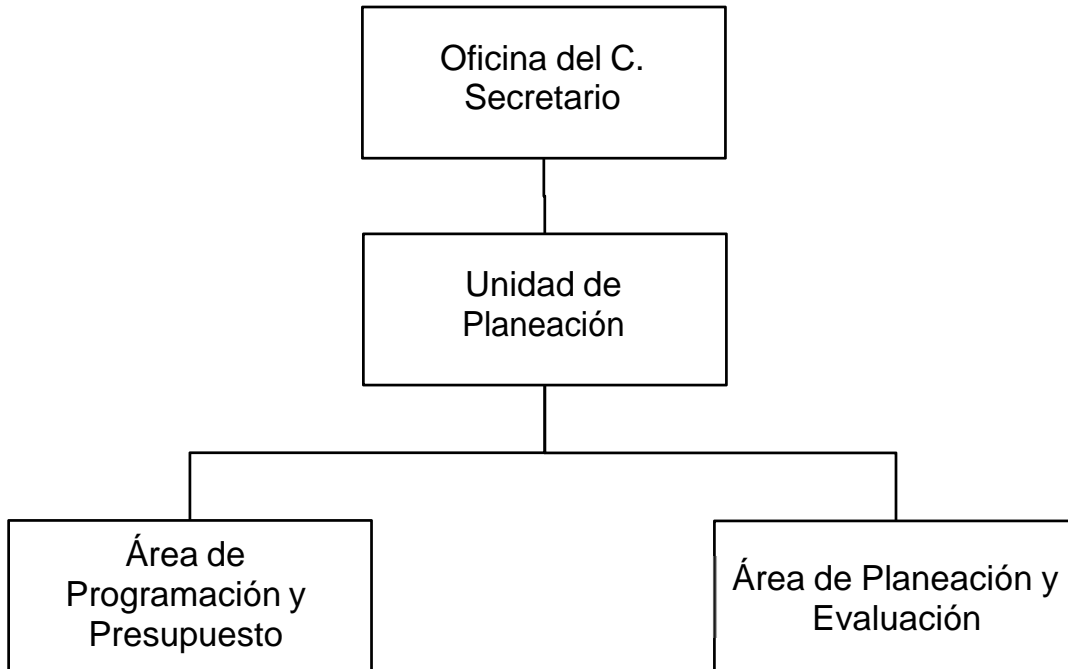 Oficina del C.
Secretario
Unidad de
Planeación
Área de
Programación y
Presupuesto
Área de Planeación y
Evaluación